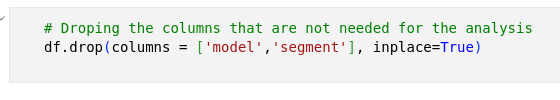 # Droping the columns that are not needed for the analysis
df.drop(columns = ['model','segment'], inplace=True)